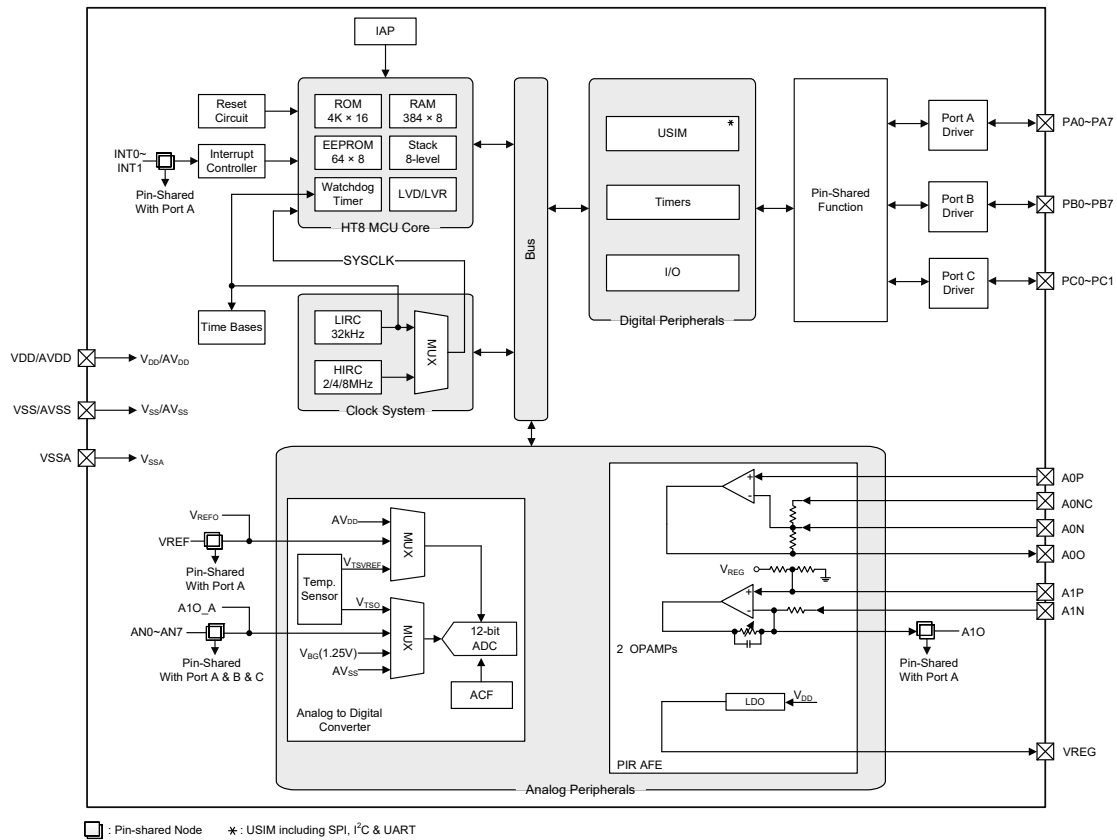 IAP
Reset
Circuit
INT0~
INT1
Interrupt
Controller
Pin-Shared
With Port A
ROM
4K × 16
RAM
384 × 8
EEPROM
64 × 8
Stack
8-level
Watchdog
Timer
LVD/LVR
HT8 MCU Core
SYSCLK
Time Bases
LIRC
32kHz
HIRC
2/4/8MHz
MUX
Clock System
Bus
USIM
*
Timers
I/O
Digital Peripherals
Pin-Shared
Function
Port A
Driver
Port B
Driver
Port C
Driver
PA0~PA7
PB0~PB7
PC0~PC1
VDD/AVDD
VDD/AVDD
VSS/AVSS
VSS/AVSS
VSSA
VSSA
VREFO
VREF
Pin-Shared
With Port A
A1O_A
AN0~AN7
Pin-Shared
With Port A & B & C
AVDD
MUX
VTSVREF
Temp.
Sensor
VTSO
MUX
VBG(1.25V)
AVSS
12-bit
ADC
ACF
Analog to Digital
Converter
+
-
VREG
+
-
2 OPAMPs
LDO
VDD
PIR AFE
Analog Peripherals
A0P
A0NC
A0N
A0O
A1P
A1N
A1O
Pin-Shared
With Port A
VREG
: Pin-shared Node
* : USIM including SPI, I²C & UART